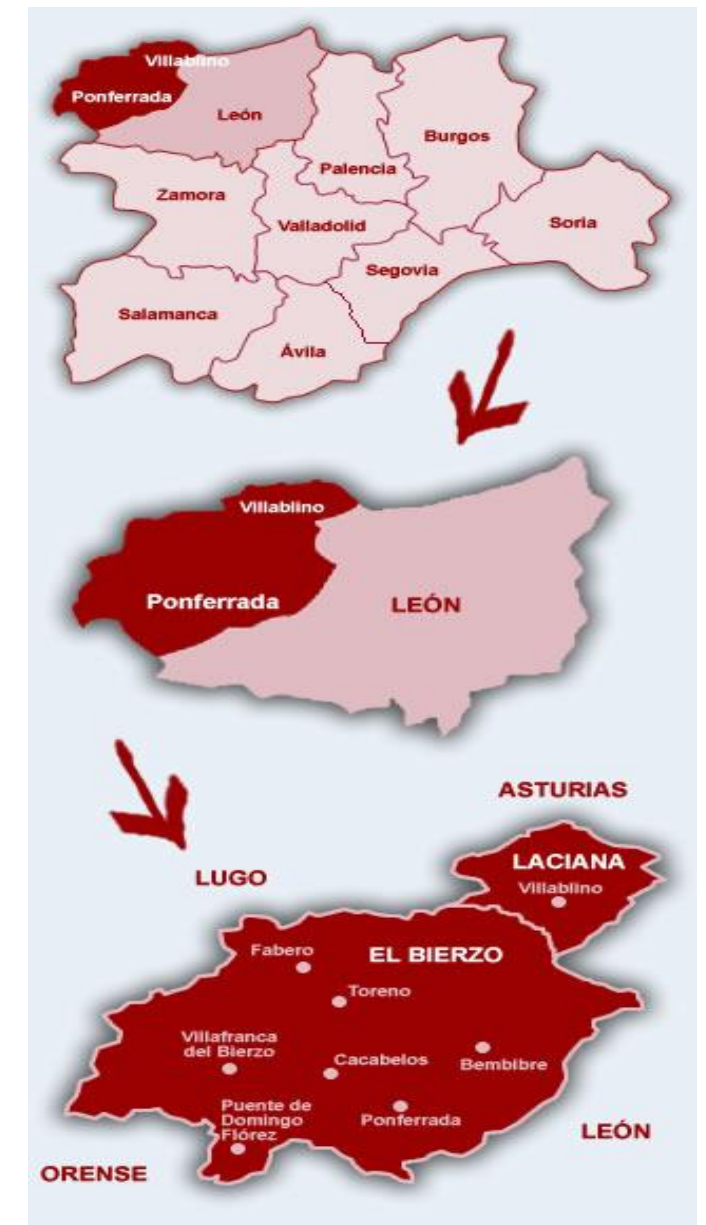 Villablino
Ponferrada
León
Burgos
Palencia
Zamora
Valladolid
Soria
Segovia
Salamanca
Ávila
Villablino
Ponferrada
LEÓN
ASTURIAS
LACIANA
LUGO
Villablino
Fabero
EL BIERZO
Toreno
Villafranca
del Bierzo
Cacabelos
Bembibre
Puente de
Domingo
Flórez
Ponferrada
LEÓN
ORENSE